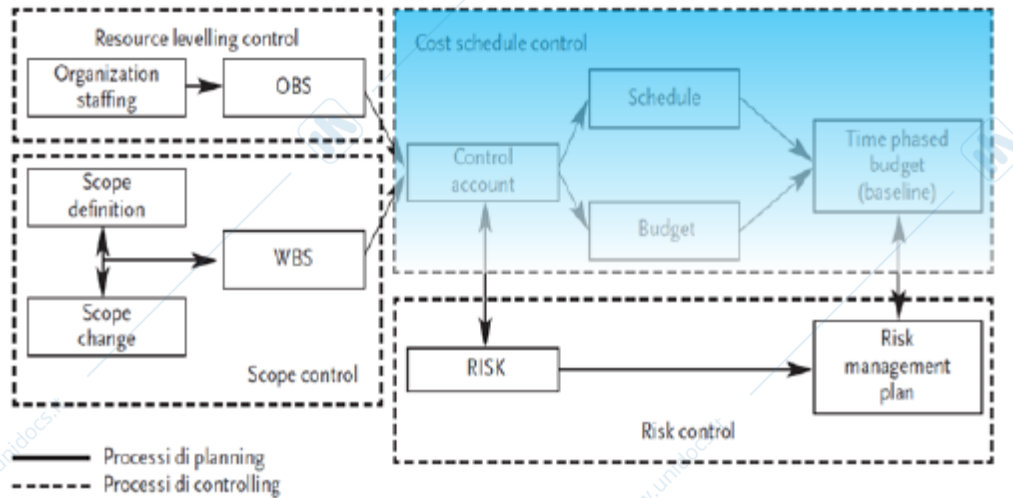 Resource levelling control
Organization
staffing
OBS
Scope
definition
WBS
Scope
change
Scope control
Cost schedule control
Control
account
Schedule
Budget
Time phased
budget
(baseline)
RISK
Risk
management
plan
Risk control
Processi di planning
Processi di controlling